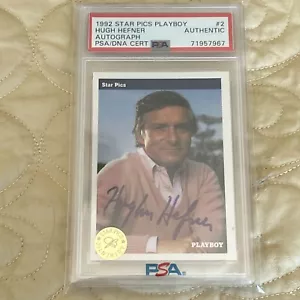 1992 STAR PICS PLAYBOY #2
HUGH HEFNER AUTHENTIC
AUTOGRAPH
PSA/DNA CERT PSA 71957967
Star Pics
Hugh Hefner
PLAYBOY
PSA